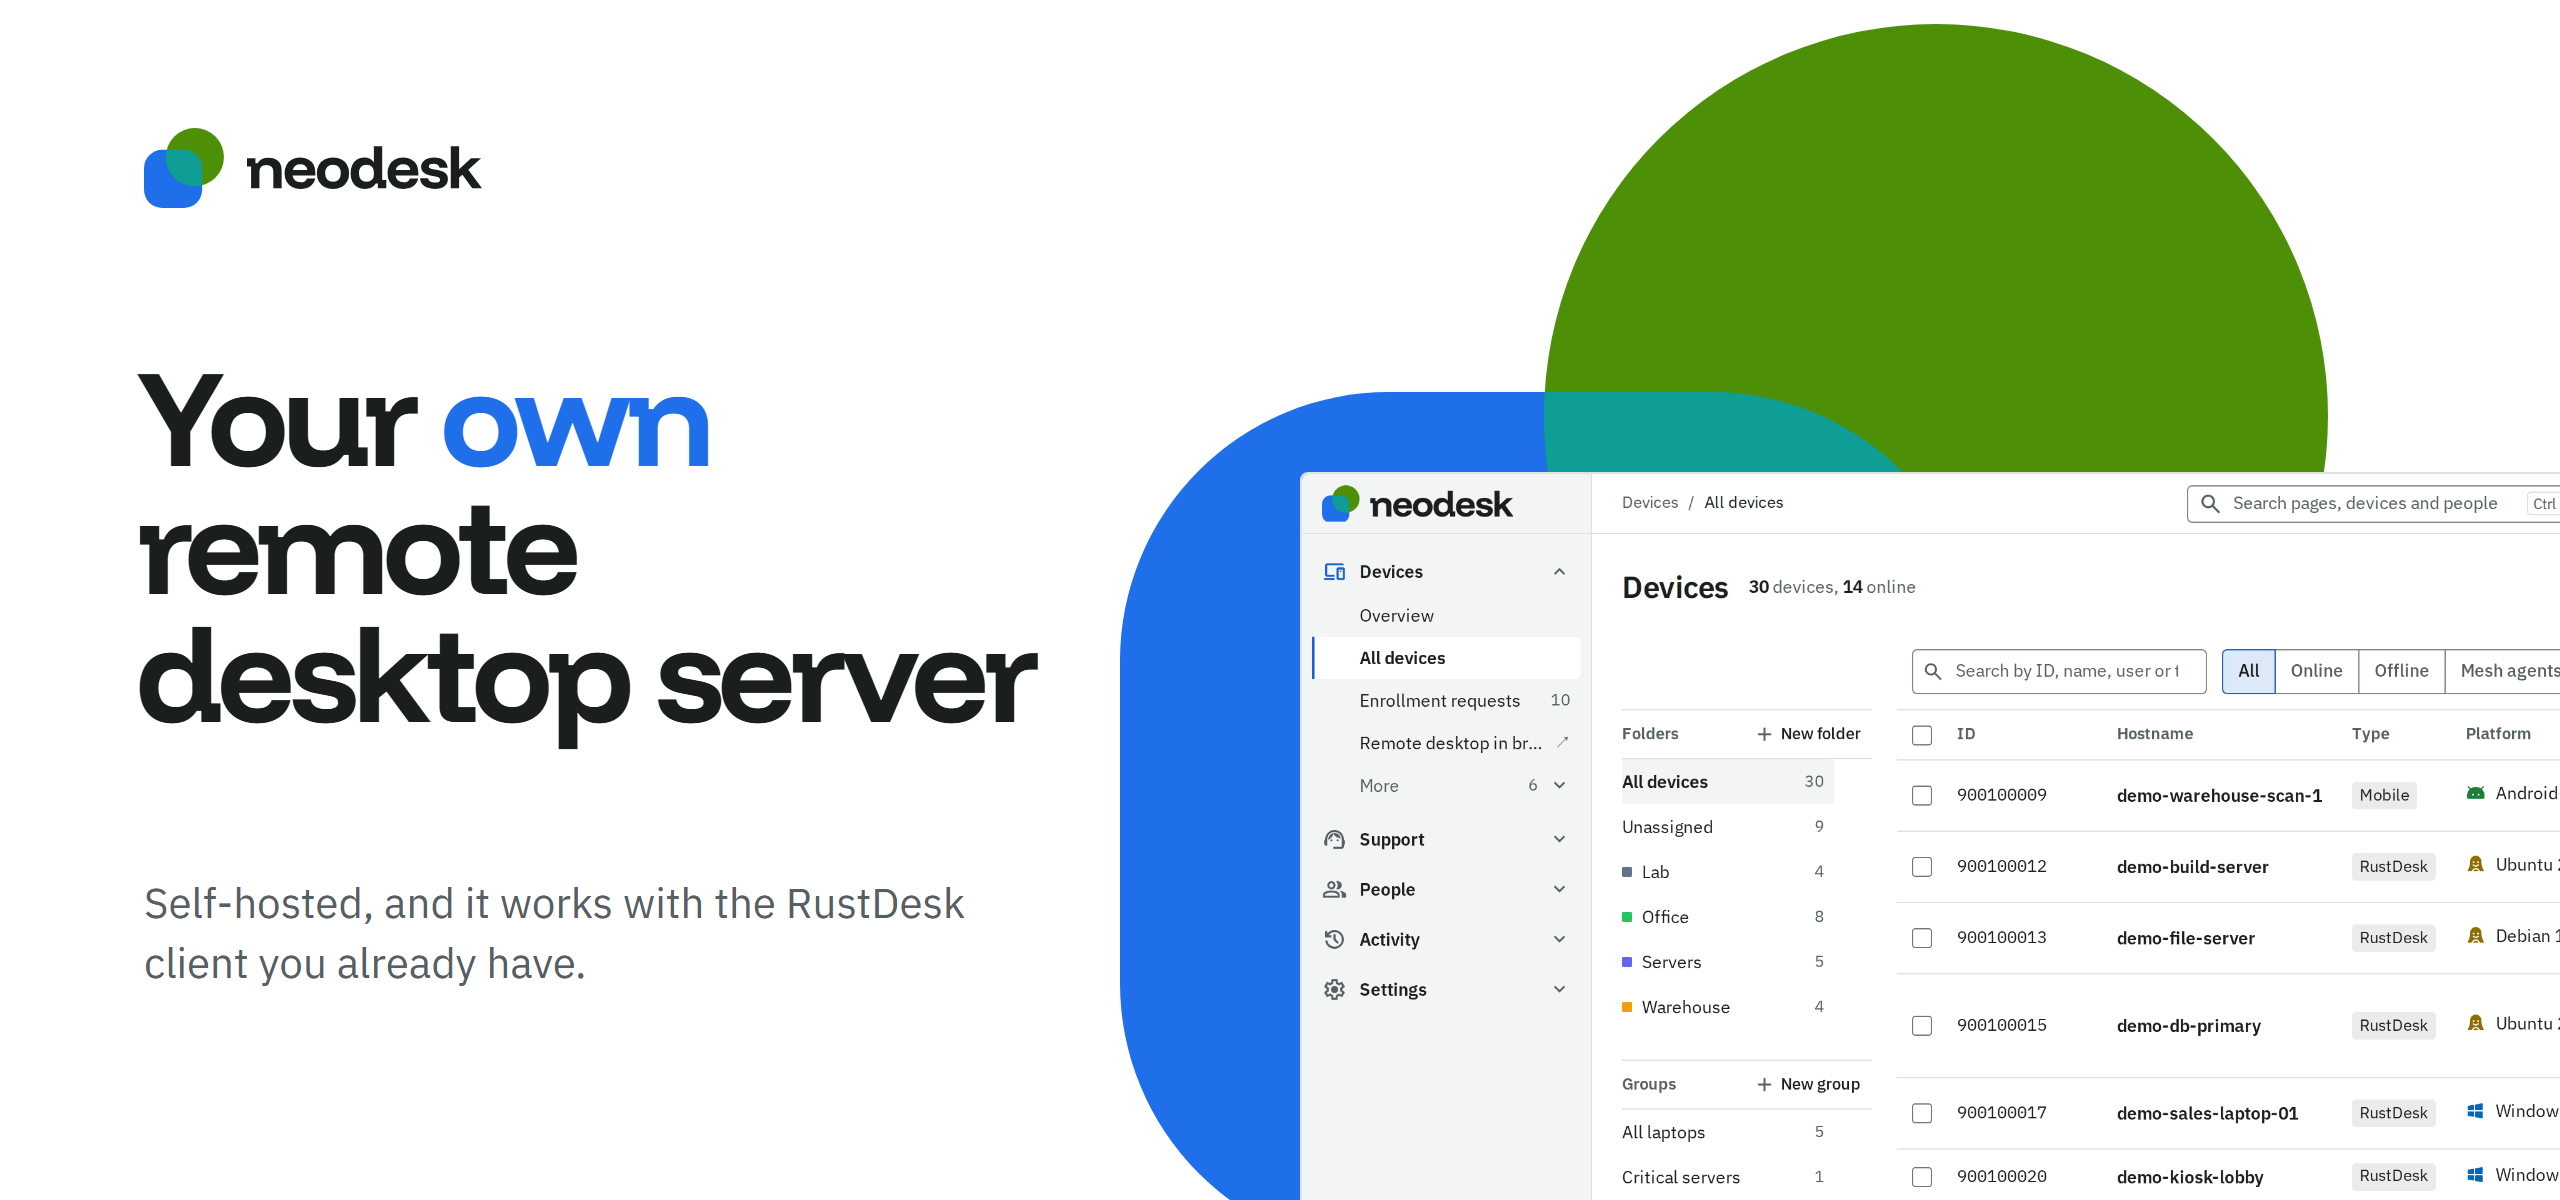 neodesk
Your own
remote
desktop server
Self-hosted, and it works with the RustDesk
client you already have.
neodesk
Devices / All devices
Search pages, devices and people
Ctrl
Devices
Overview
All devices
Enrollment requests 10
Remote desktop in br...
More 6
Support
People
Activity
Settings
Devices 30 devices, 14 online
Search by ID, name, user or t
All Online Offline Mesh agents
Folders + New folder
All devices 30
Unassigned 9
Lab 4
Office 8
Servers 5
Warehouse 4
Groups + New group
All laptops 5
Critical servers 1
ID Hostname Type Platform
900100009 demo-warehouse-scan-1 Mobile Android
900100012 demo-build-server RustDesk Ubuntu
900100013 demo-file-server RustDesk Debian
900100015 demo-db-primary RustDesk Ubuntu
900100017 demo-sales-laptop-01 RustDesk Window
900100020 demo-kiosk-lobby RustDesk Window